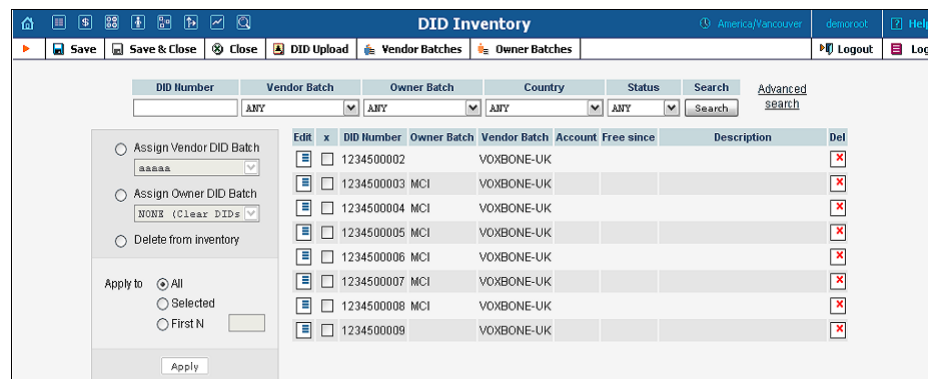 DID Inventory America/Vancouver demoroot Help
Save Save & Close Close DID Upload Vendor Batches Owner Batches Logout Log
DID Number Vendor Batch Owner Batch Country Status Search Advanced search
ANY ANY ANY ANY Search
Edit x DID Number Owner Batch Vendor Batch Account Free since Description Del
Assign Vendor DID Batch
aaaaa
Assign Owner DID Batch
NONE (Clear DIDs
Delete from inventory
Apply to All
Selected
First N
Apply
1234500002 VOXBONE-UK
1234500003 MCI VOXBONE-UK
1234500004 MCI VOXBONE-UK
1234500005 MCI VOXBONE-UK
1234500006 MCI VOXBONE-UK
1234500007 MCI VOXBONE-UK
1234500008 MCI VOXBONE-UK
1234500009 VOXBONE-UK